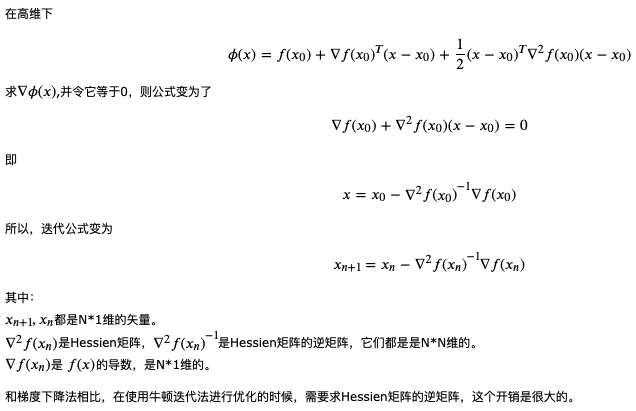 在高维下
ϕ(x) = f(x₀) + ∇f(x₀)ᵀ(x − x₀) + 1/2 (x − x₀)ᵀ∇²f(x₀)(x − x₀)
求∇ϕ(x),并令它等于0，则公式变为了
∇f(x₀) + ∇²f(x₀)(x − x₀) = 0
即
x = x₀ − ∇²f(x₀)⁻¹∇f(x₀)
所以，迭代公式变为
xₙ₊₁ = xₙ − ∇²f(xₙ)⁻¹∇f(xₙ)
其中：
xₙ₊₁, xₙ都是N*1维的矢量。
∇²f(xₙ)是Hessien矩阵，∇²f(xₙ)⁻¹是Hessien矩阵的逆矩阵，它们都是是N*N维的。
∇f(xₙ)是 f(x)的导数，是N*1维的。
和梯度下降法相比，在使用牛顿迭代法进行优化的时候，需要求Hessien矩阵的逆矩阵，这个开销是很大的。